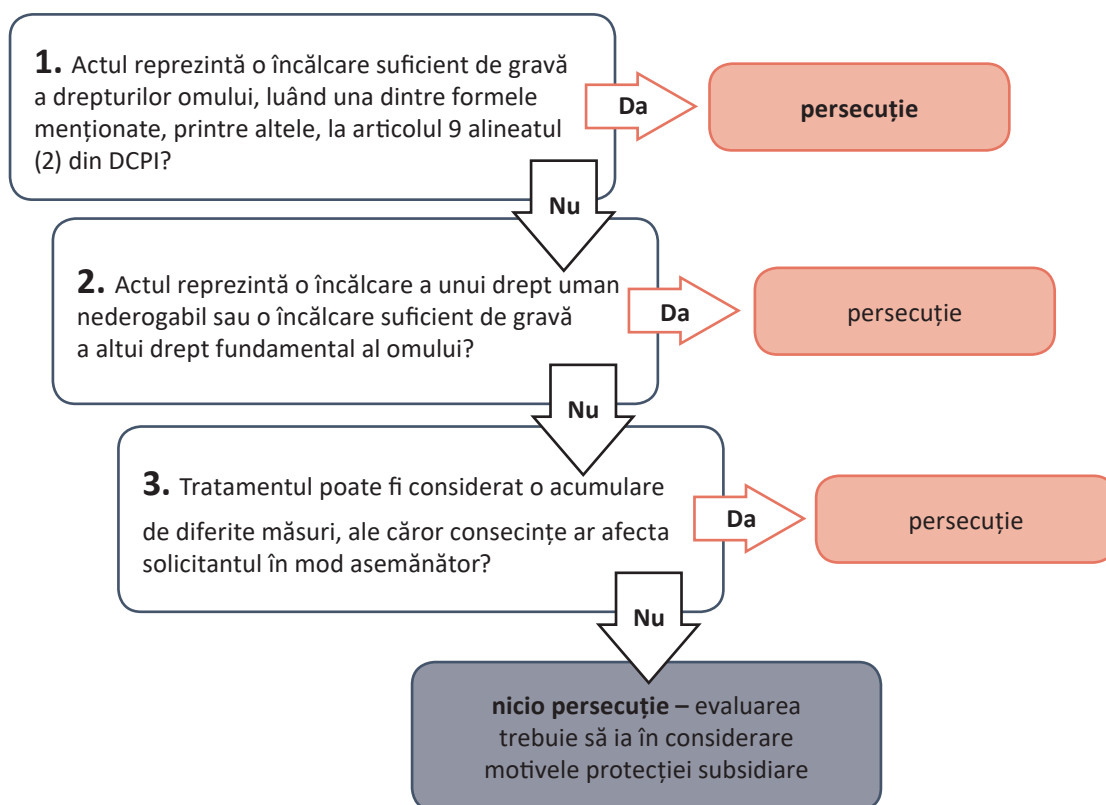 1. Actul reprezintă o încălcare suficient de gravă
a drepturilor omului, luând una dintre formele
menționate, printre altele, la articolul 9 alineatul
(2) din DCPI?
Da
persecuție
Nu
2. Actul reprezintă o încălcare a unui drept uman
nederogabil sau o încălcare suficient de gravă
a altui drept fundamental al omului?
Da
persecuție
Nu
3. Tratamentul poate fi considerat o acumulare
de diferite măsuri, ale căror consecințe ar afecta
solicitantul în mod asemănător?
Da
persecuție
Nu
nicio persecuție – evaluarea
trebuie să ia în considerare
motivele protecției subsidiare